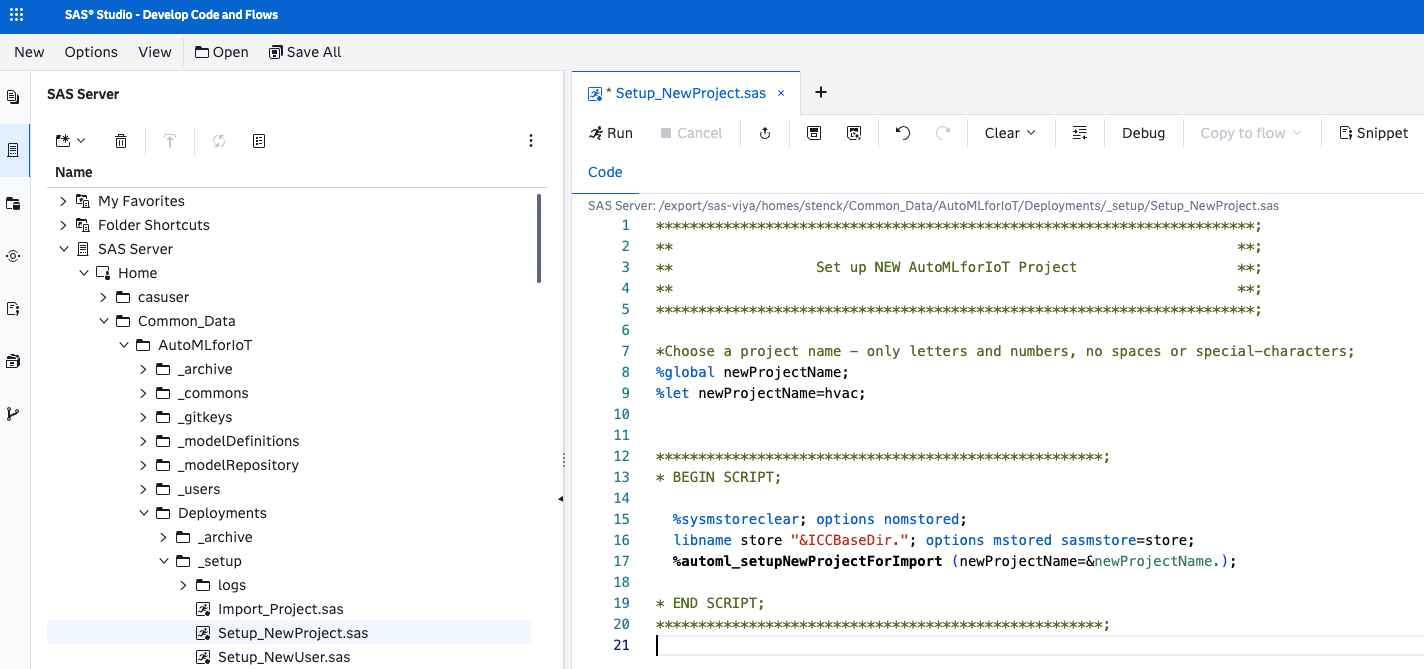 SAS® Studio - Develop Code and Flows
New Options View Open Save All
SAS Server
Name
My Favorites
Folder Shortcuts
SAS Server
Home
casuser
Common_Data
AutoMLforIoT
_archive
_commons
_gitkeys
_modelDefinitions
_modelRepository
_users
Deployments
_archive
_setup
logs
Import_Project.sas
Setup_NewProject.sas
Setup_NewUser.sas
* Setup_NewProject.sas × +
Run Cancel Clear Debug Copy to flow Snippet
Code
SAS Server: /export/sas-viya/homes/stenck/Common_Data/AutoMLforIoT/Deployments/_setup/Setup_NewProject.sas
1 ***********************************************************************;
2 ** **;
3 ** Set up NEW AutoMLforIoT Project **;
4 ** **;
5 ***********************************************************************;
6
7 *Choose a project name - only letters and numbers, no spaces or special-characters;
8 %global newProjectName;
9 %let newProjectName=hvac;
10
11
12 *****************************************************;
13 * BEGIN SCRIPT;
14
15 %sysmstoreclear; options nomstored;
16 libname store "&ICCBaseDir."; options mstored sasmstore=store;
17 %automl_setupNewProjectForImport (newProjectName=&newProjectName.);
18
19 * END SCRIPT;
20 *****************************************************;
21